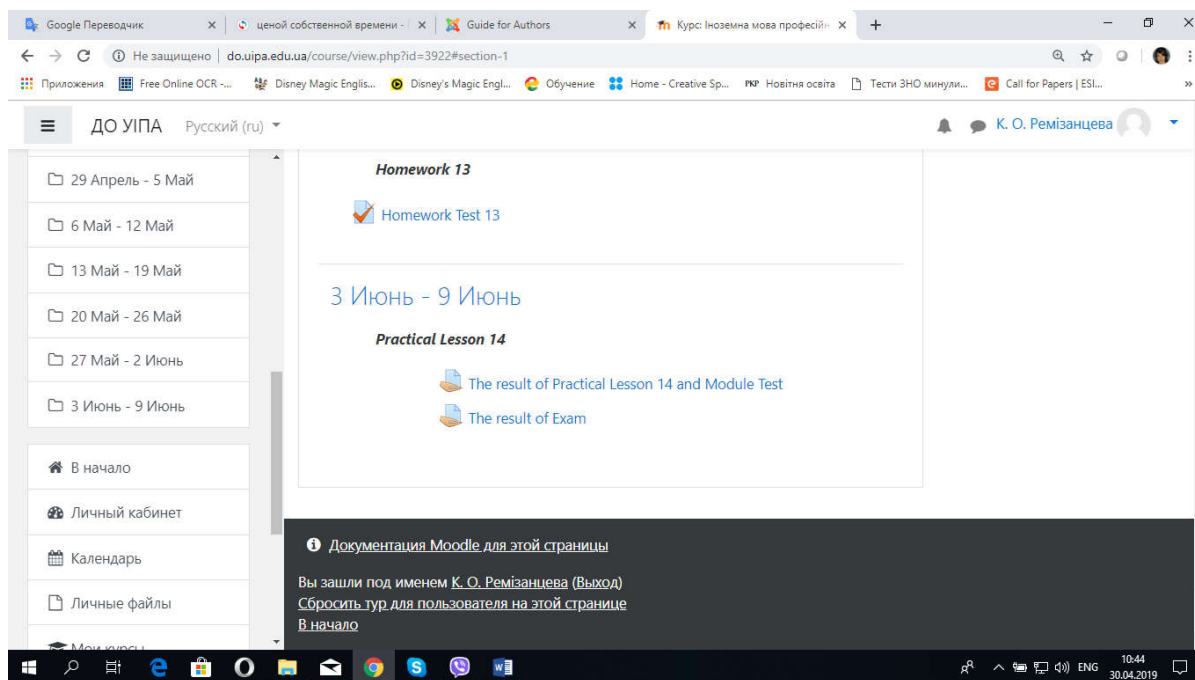 Google Переводчик
ценой собственной времени -
Guide for Authors
Курс: Іноземна мова професійн
Не защищено | do.uipa.edu.ua/course/view.php?id=3922#section-1
Приложения Free Online OCR -... Disney Magic Englis... Disney's Magic Engl... Обучение Home - Creative Sp... Новітня освіта Тести ЗНО минули... Call for Papers | ESI... »
ДО УІПА Русский (ru) К. О. Ремізанцева
29 Апрель - 5 Май
6 Май - 12 Май
13 Май - 19 Май
20 Май - 26 Май
27 Май - 2 Июнь
3 Июнь - 9 Июнь
В начало
Личный кабинет
Календарь
Личные файлы
Мои курсы
Homework 13
Homework Test 13
3 Июнь - 9 Июнь
Practical Lesson 14
The result of Practical Lesson 14 and Module Test
The result of Exam
Документация Moodle для этой страницы
Вы зашли под именем К. О. Ремізанцева (Выход)
Сбросить тур для пользователя на этой странице
В начало
ENG
10:44
30.04.2019